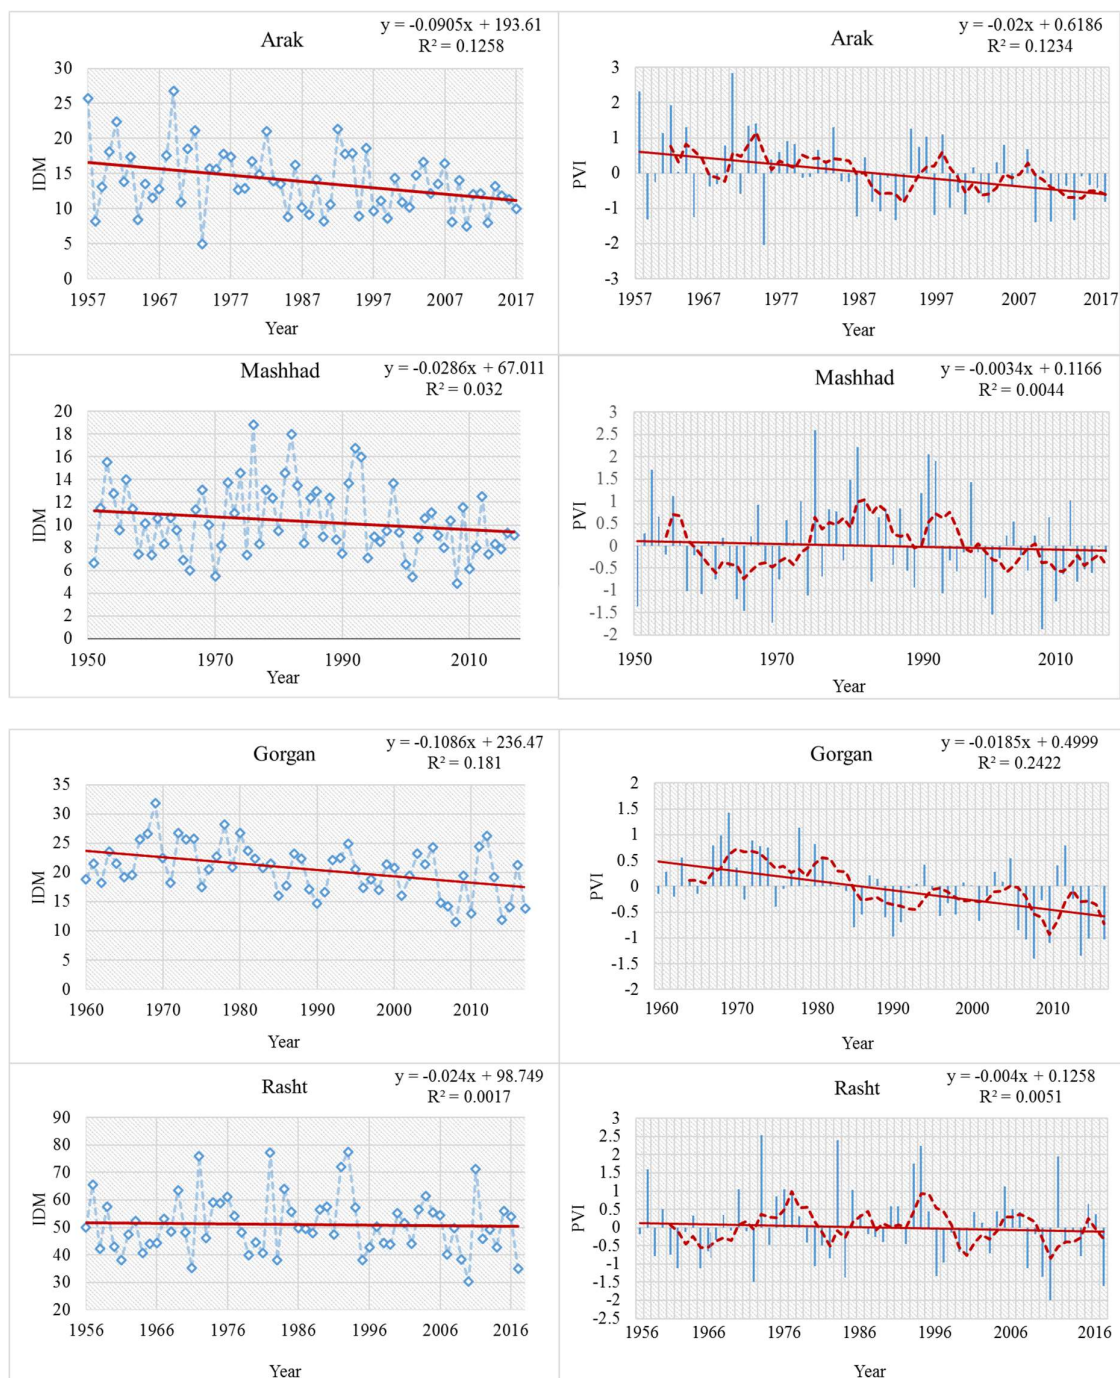 Arak
y = -0.0905x + 193.61
R² = 0.1258
IDM
30
25
20
15
10
5
0
1957 1967 1977 1987 1997 2007 2017
Year
Arak
y = -0.02x + 0.6186
R² = 0.1234
PVI
3
2
1
0
-1
-2
-3
1957 1967 1977 1987 1997 2007 2017
Year
Mashhad
y = -0.0286x + 67.011
R² = 0.032
IDM
20
18
16
14
12
10
8
6
4
2
0
1950 1970 1990 2010
Year
Mashhad
y = -0.0034x + 0.1166
R² = 0.0044
PVI
3
2.5
2
1.5
1
0.5
0
-0.5
-1
-1.5
-2
1950 1970 1990 2010
Year
Gorgan
y = -0.1086x + 236.47
R² = 0.181
IDM
35
30
25
20
15
10
5
0
1960 1970 1980 1990 2000 2010
Year
Gorgan
y = -0.0185x + 0.4999
R² = 0.2422
PVI
2
1.5
1
0.5
0
-0.5
-1
-1.5
-2
1960 1970 1980 1990 2000 2010
Year
Rasht
y = -0.024x + 98.749
R² = 0.0017
IDM
90
80
70
60
50
40
30
20
1956 1966 1976 1986 1996 2006 2016
Year
Rasht
y = -0.004x + 0.1258
R² = 0.0051
PVI
3
2.5
2
1.5
1
0.5
0
-0.5
-1
-1.5
-2
-2.5
1956 1966 1976 1986 1996 2006 2016
Year